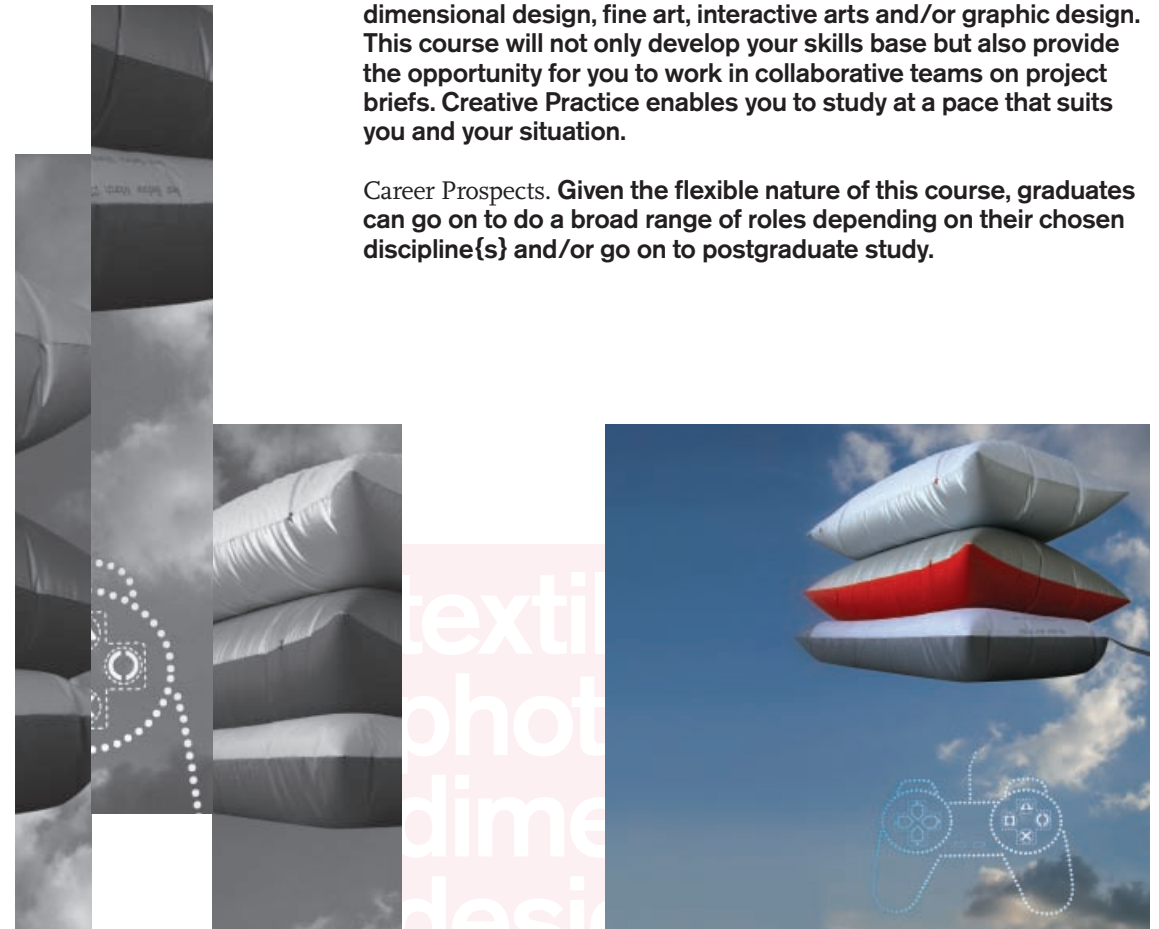 dimensional design, fine art, interactive arts and/or graphic design.
This course will not only develop your skills base but also provide
the opportunity for you to work in collaborative teams on project
briefs. Creative Practice enables you to study at a pace that suits
you and your situation.
Career Prospects. Given the flexible nature of this course, graduates
can go on to do a broad range of roles depending on their chosen
discipline{s} and/or go on to postgraduate study.
textil
phot
dime
desig